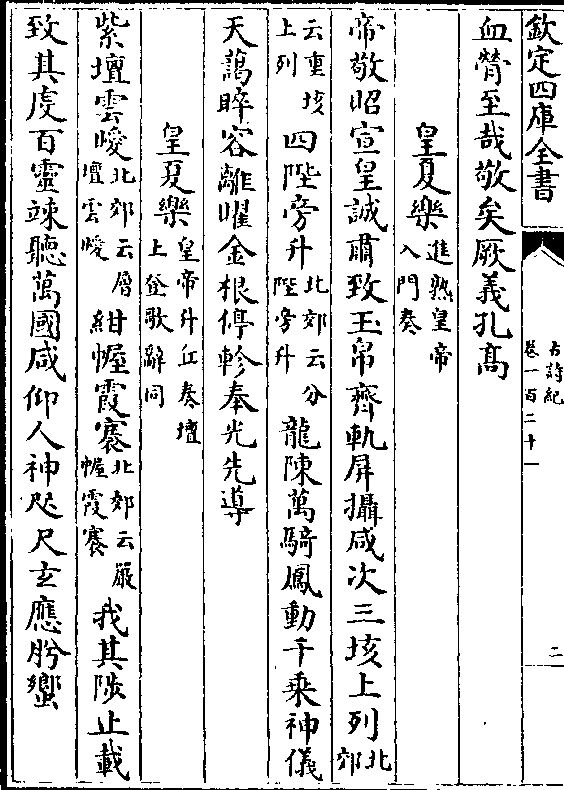 欽定四庫全書
古詩紀
卷一百二十一
二
血膋至哉敬矣厥義孔髙
皇夏樂進熟皇帝入門奏
帝敬昭宣皇誠肅致玉帛齊軌屏攝咸次三垓上列北郊
云重垓上列四陛旁升北郊云分陛旁升龍陳萬騎鳳動千乘神儀
天藹睟容離曜金根停軫奉光先導
皇夏樂皇帝升丘奏壇上登歌辭同
紫壇雲曖北郊云層壇雲曖紺幄霞褰北郊云嚴幄霞褰我其陟止載
致其虔百靈竦聽萬國咸仰人神咫尺玄應肹蠁